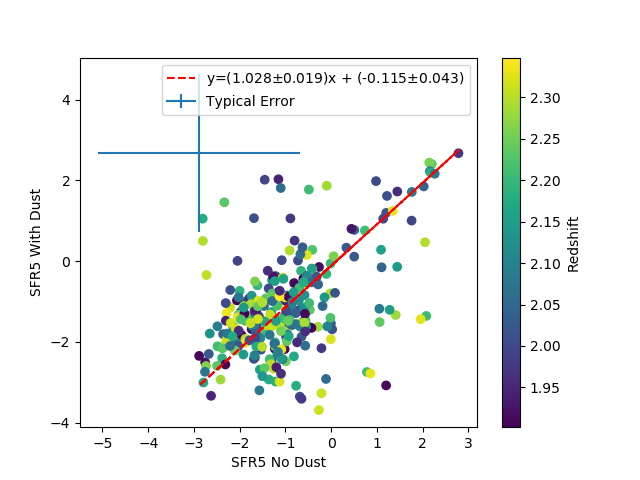 y=(1.028±0.019)x + (-0.115±0.043)
Typical Error
4
2
0
−2
−4
SFR5 With Dust
−5 −4 −3 −2 −1 0 1 2 3
SFR5 No Dust
2.30
2.25
2.20
2.15
2.10
2.05
2.00
1.95
Redshift